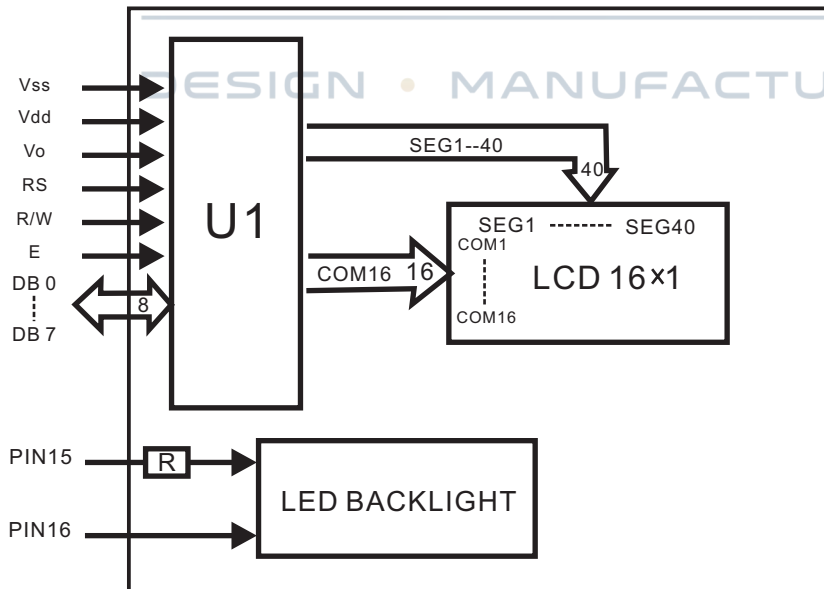 DESIGN • MANUFACTU
Vss
Vdd
Vo
RS
R/W
E
DB 0
DB 7
8
U1
SEG1--40
40
COM16 16
SEG1 SEG40
COM1
COM16
LCD 16×1
PIN15
R
PIN16
LED BACKLIGHT